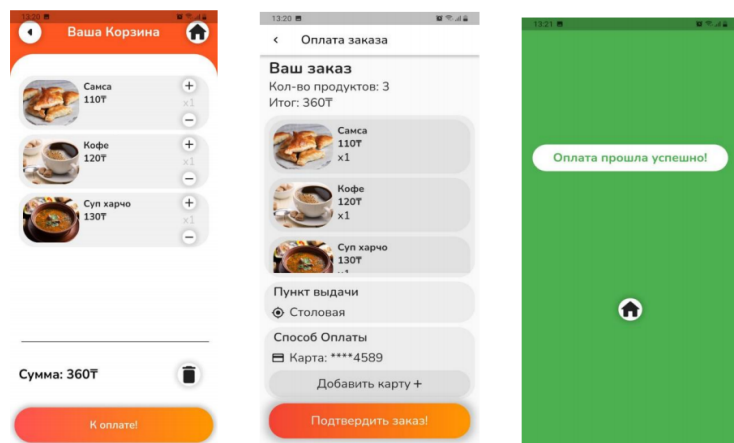 13:20
Ваша Корзина
Самса
110₸
x1
Кофе
120₸
x1
Суп харчо
130₸
x1
Сумма: 360₸
К оплате!
13:20
Оплата заказа
Ваш заказ
Кол-во продуктов: 3
Итог: 360₸
Самса
110₸
x1
Кофе
120₸
x1
Суп харчо
130₸
x1
Пункт выдачи
Столовая
Способ Оплаты
Карта: ****4589
Добавить карту +
Подтвердить заказ!
13:21
Оплата прошла успешно!